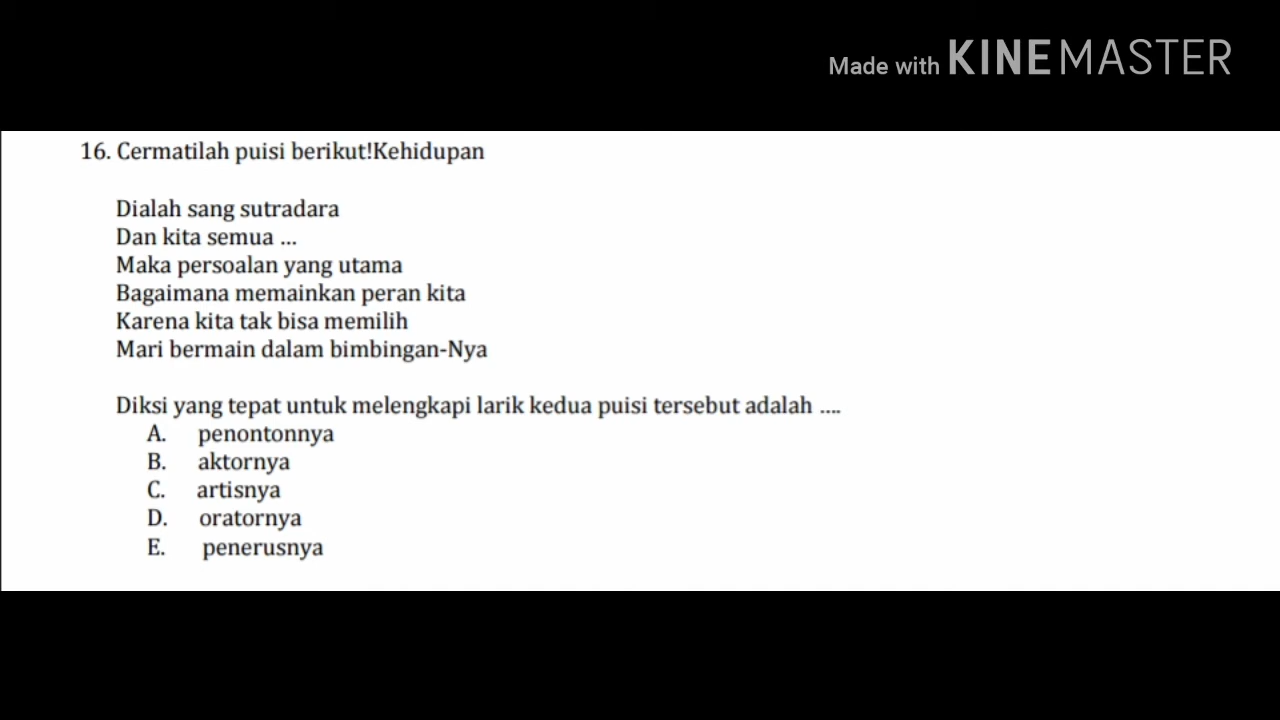 Made with KINEMASTER
16. Cermatilah puisi berikut!Kehidupan
Dialah sang sutradara
Dan kita semua ...
Maka persoalan yang utama
Bagaimana memainkan peran kita
Karena kita tak bisa memilih
Mari bermain dalam bimbingan-Nya
Diksi yang tepat untuk melengkapi larik kedua puisi tersebut adalah ....
A. penontonnya
B. aktornya
C. artisnya
D. oratornya
E. penerusnya